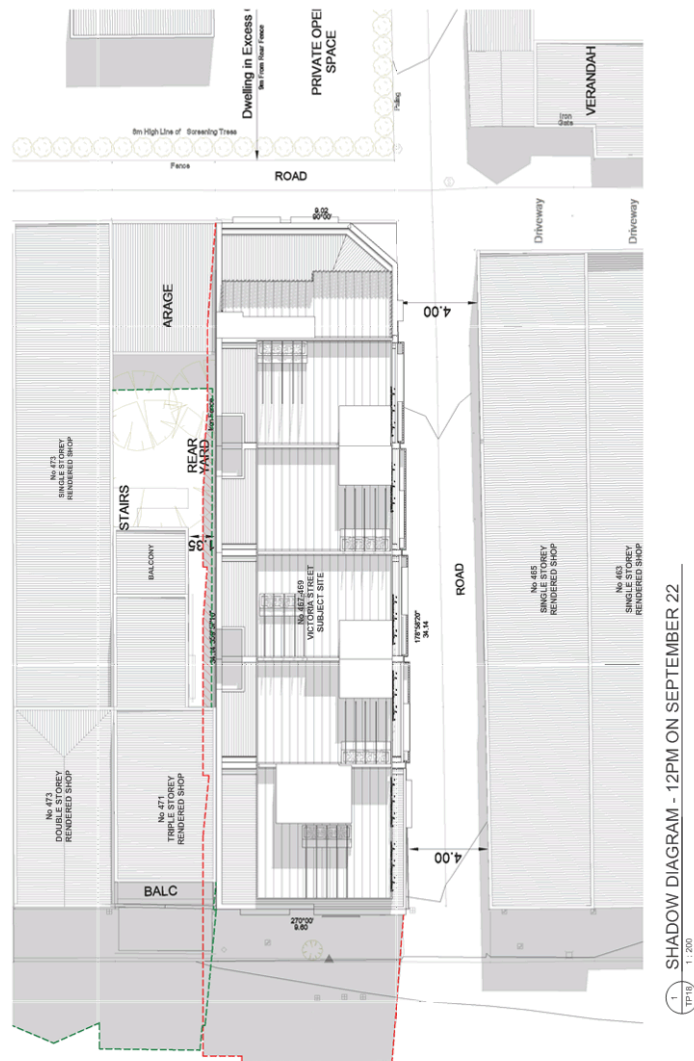 Dwelling in Excess
9m From Rear Fence
PRIVATE OPE
SPACE
VERANDAH
Iron
Gate
Paling
6m High Line of Screening Trees
Fence
ROAD
9.02
90°00'
Driveway
Driveway
ARAGE
4.00
No 473
SINGLE STOREY
RENDERED SHOP
REAR
YARD
STAIRS
BALCONY
No 467-469
VICTORIA STREET
SUBJECT SITE
178°58'20"
34.14
ROAD
No 465
SINGLE STOREY
RENDERED SHOP
No 463
SINGLE STOREY
RENDERED SHOP
No 473
DOUBLE STOREY
RENDERED SHOP
No 471
TRIPLE STOREY
RENDERED SHOP
4.00
BALC
270°00'
9.60
1
TP18
SHADOW DIAGRAM - 12PM ON SEPTEMBER 22
1 : 200